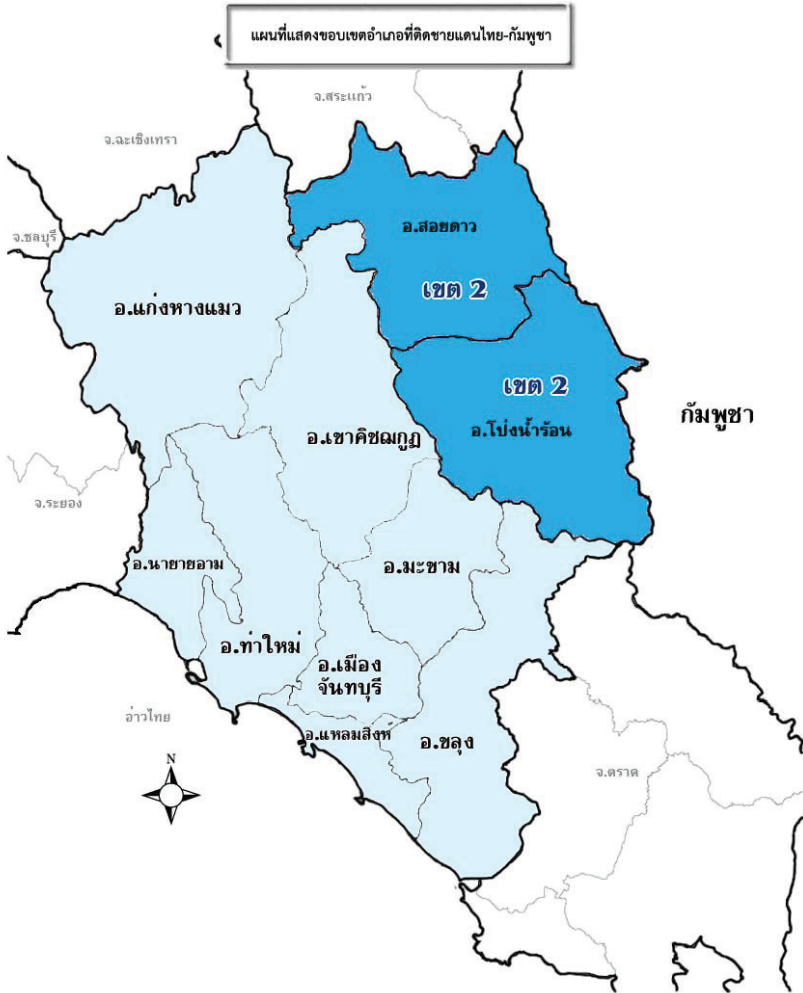 แผนที่แสดงขอบเขตอำเภอที่ติดชายแดนไทย-กัมพูชา
จ.สระแก้ว
จ.ฉะเชิงเทรา
อ.สอยดาว
จ.ชลบุรี
เขต 2
อ.แก่งหางแมว
เขต 2
กัมพูชา
อ.โป่งน้ำร้อน
อ.เขาคิชฌกูฏ
จ.ระยอง
อ.นายายอาม
อ.มะขาม
อ.ท่าใหม่
อ.เมือง
จันทบุรี
อ่าวไทย
อ.แหลมสิงห์
อ.ขลุง
N
จ.ตราด